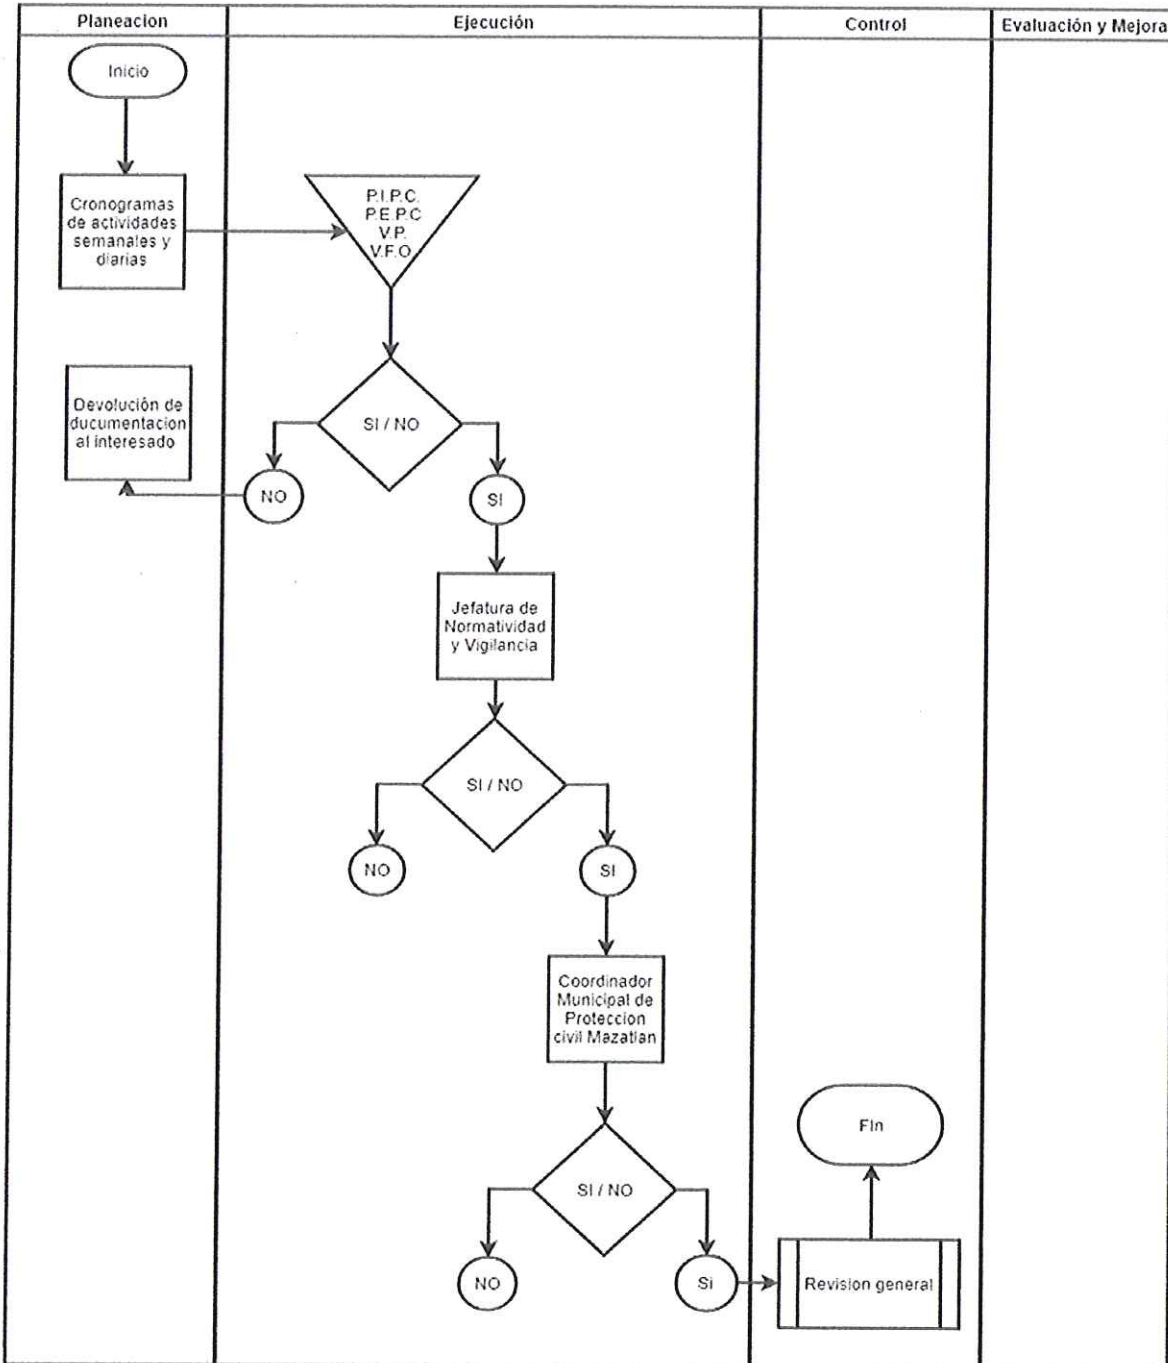 Planeacion
Ejecución
Control
Evaluación y Mejora
Inicio
Cronogramas
de actividades
semanales y
diarias
P.I.P.C.
P.E.P.C
V.P.
V.F.O
Devolución de
ducumentacion
al interesado
SI / NO
NO
SI
Jefatura de
Normatividad
y Vigilancia
SI / NO
NO
SI
Coordinador
Municipal de
Proteccion
civil Mazatlan
SI / NO
NO
Si
Revision general
FIn